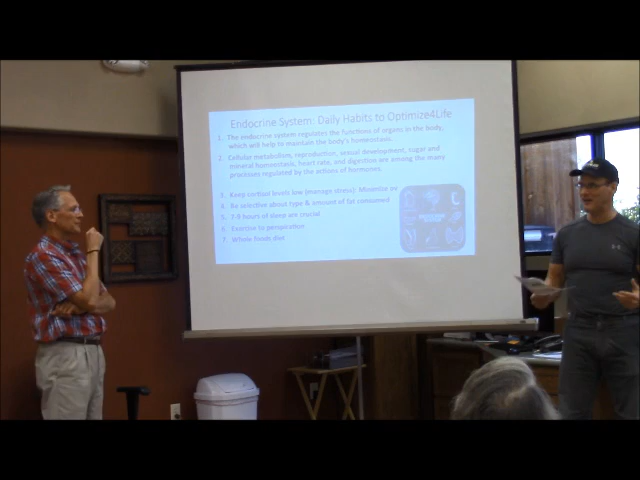 Endocrine System: Daily Habits to Optimize4Life
1. The endocrine system regulates the functions of organs in the body,
which will help to maintain the body's homeostasis.
2. Cellular metabolism, reproduction, sexual development, sugar and
mineral homeostasis, heart rate, and digestion are among the many
processes regulated by the actions of hormones.
3. Keep cortisol levels low (manage stress): Minimize
4. Be selective about type & amount of fat consumed
5. 7-9 hours of sleep are crucial
6. Exercise to perspiration
7. Whole foods diet